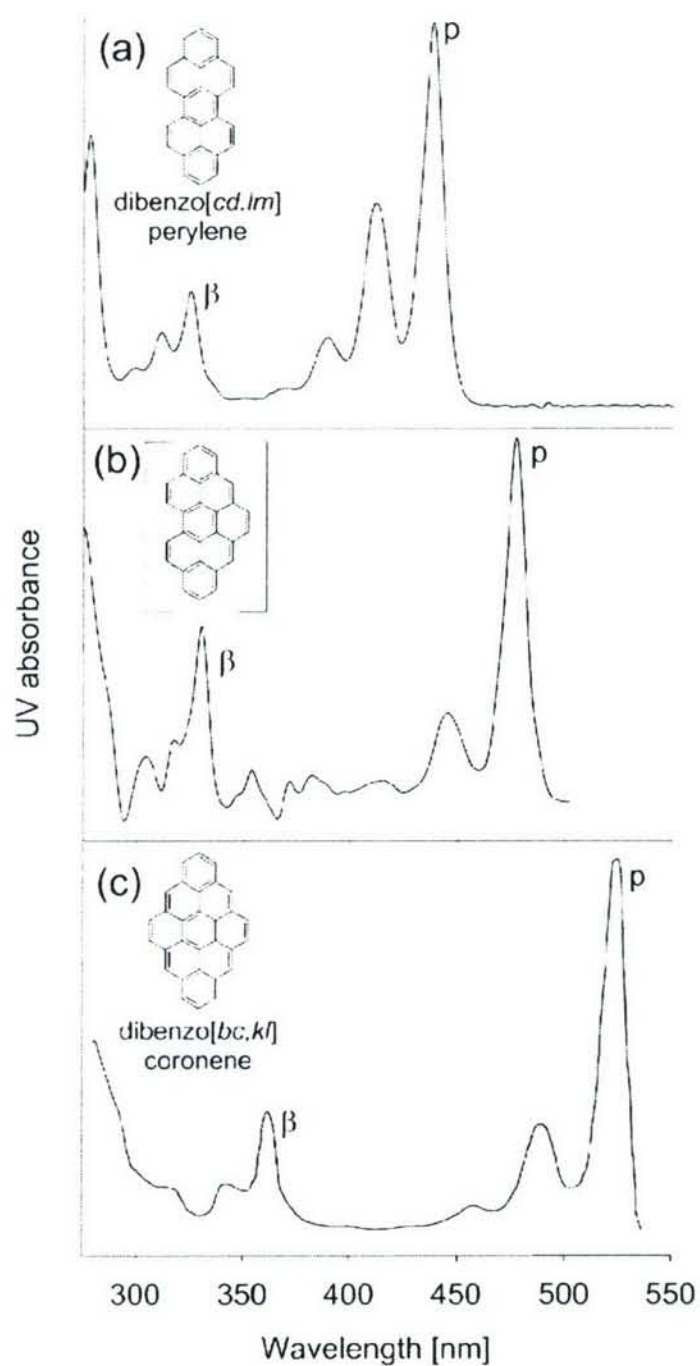 (a)
p
dibenzo[cd,lm]
perylene
β
(b)
p
β
UV absorbance
(c)
p
dibenzo[bc,kl]
coronene
β
300 350 400 450 500 550
Wavelength [nm]